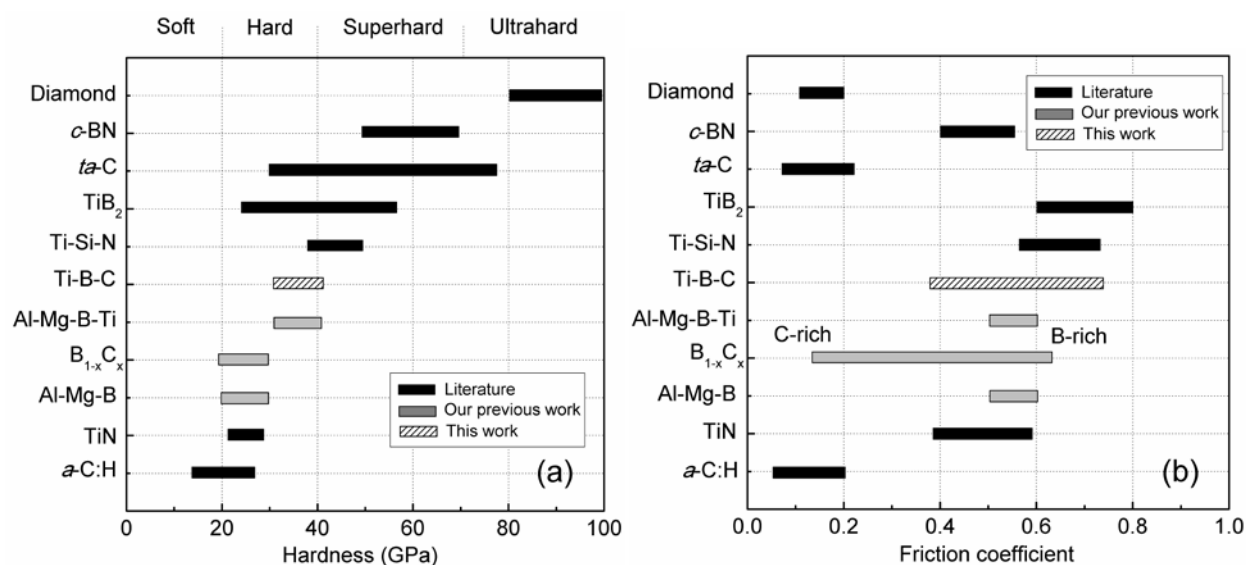 Soft Hard Superhard Ultrahard
Diamond
c-BN
ta-C
TiB2
Ti-Si-N
Ti-B-C
Al-Mg-B-Ti
B1-xCx
Al-Mg-B
TiN
a-C:H
Literature
Our previous work
This work
(a)
0 20 40 60 80 100
Hardness (GPa)
Diamond
c-BN
ta-C
TiB2
Ti-Si-N
Ti-B-C
Al-Mg-B-Ti
B1-xCx
Al-Mg-B
TiN
a-C:H
Literature
Our previous work
This work
C-rich
B-rich
(b)
0.0 0.2 0.4 0.6 0.8 1.0
Friction coefficient